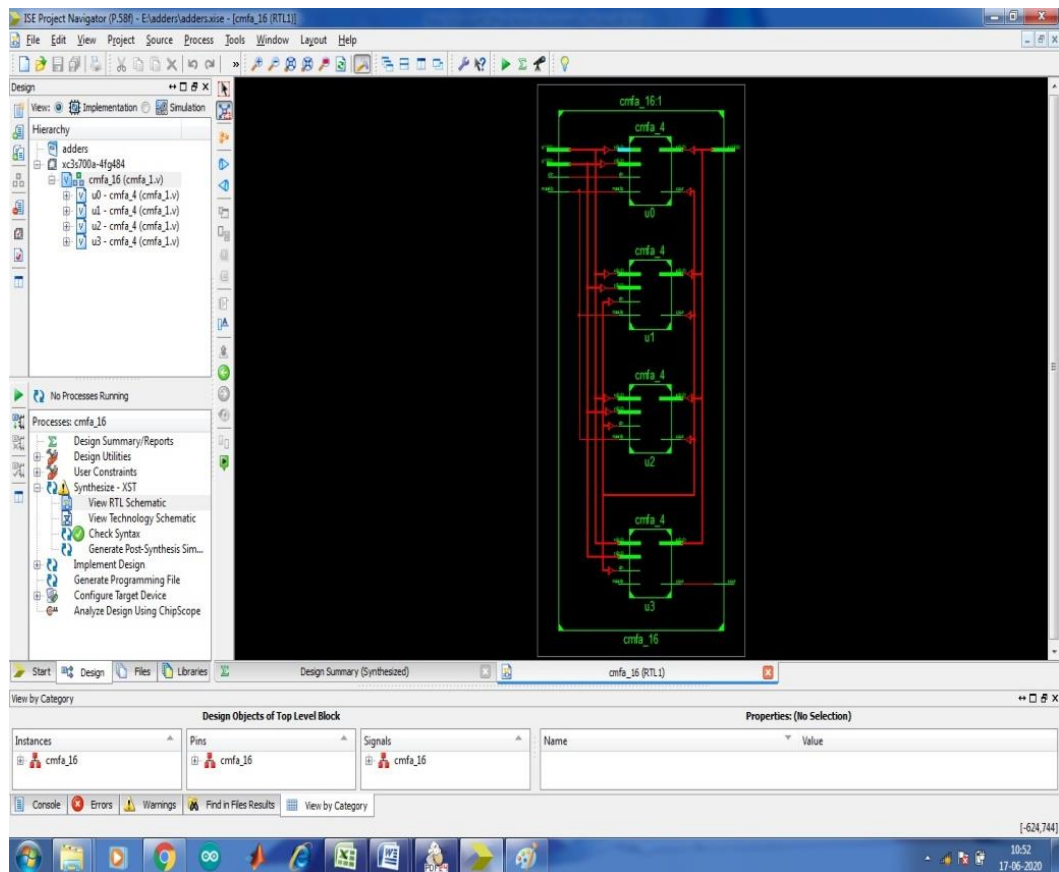 ISE Project Navigator (P.58f) - E:\adders\adders.xise - [cmfa_16 (RTL1)]
File Edit View Project Source Process Tools Window Layout Help
Design
View: Implementation Simulation
Hierarchy
adders
xc3s700a-4fg484
cmfa_16 (cmfa_1.v)
u0 - cmfa_4 (cmfa_1.v)
u1 - cmfa_4 (cmfa_1.v)
u2 - cmfa_4 (cmfa_1.v)
u3 - cmfa_4 (cmfa_1.v)
No Processes Running
Processes: cmfa_16
Design Summary/Reports
Design Utilities
User Constraints
Synthesize - XST
View RTL Schematic
View Technology Schematic
Check Syntax
Generate Post-Synthesis Sim...
Implement Design
Generate Programming File
Configure Target Device
Analyze Design Using ChipScope
cmfa_16:1
cmfa_4
u0
cmfa_4
u1
cmfa_4
u2
cmfa_4
u3
cmfa_16
Start Design Files Libraries
Design Summary (Synthesized)
cmfa_16 (RTL1)
View by Category
Design Objects of Top Level Block
Properties: (No Selection)
Instances Pins Signals Name Value
cmfa_16 cmfa_16 cmfa_16
Console Errors Warnings Find in Files Results View by Category
[-624,744]
10:52
17-06-2020